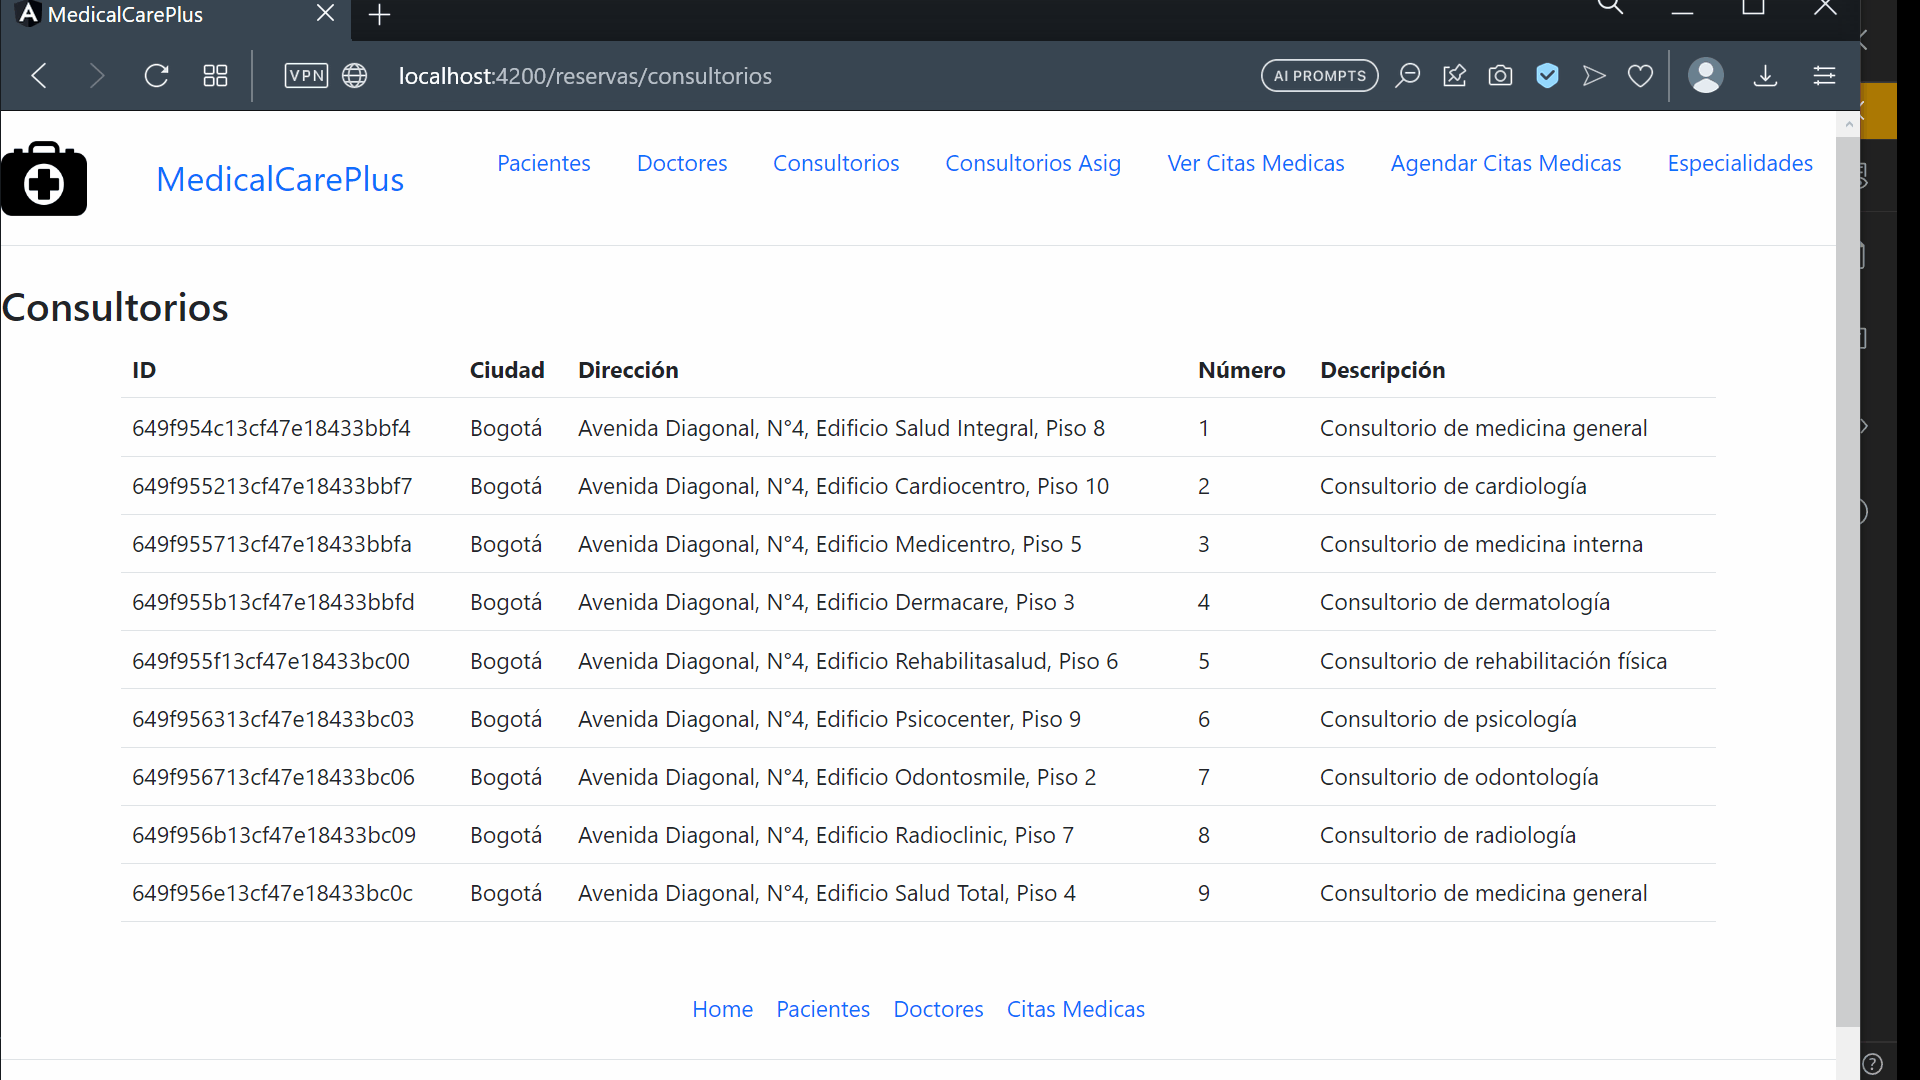 MedicalCarePlus
VPN localhost:4200/reservas/consultorios AI PROMPTS
MedicalCarePlus Pacientes Doctores Consultorios Consultorios Asig Ver Citas Medicas Agendar Citas Medicas Especialidades
Consultorios
ID Ciudad Dirección Número Descripción
649f954c13cf47e18433bbf4 Bogotá Avenida Diagonal, N°4, Edificio Salud Integral, Piso 8 1 Consultorio de medicina general
649f955213cf47e18433bbf7 Bogotá Avenida Diagonal, N°4, Edificio Cardiocentro, Piso 10 2 Consultorio de cardiología
649f955713cf47e18433bbfa Bogotá Avenida Diagonal, N°4, Edificio Medicentro, Piso 5 3 Consultorio de medicina interna
649f955b13cf47e18433bbfd Bogotá Avenida Diagonal, N°4, Edificio Dermacare, Piso 3 4 Consultorio de dermatología
649f955f13cf47e18433bc00 Bogotá Avenida Diagonal, N°4, Edificio Rehabilitasalud, Piso 6 5 Consultorio de rehabilitación física
649f956313cf47e18433bc03 Bogotá Avenida Diagonal, N°4, Edificio Psicocenter, Piso 9 6 Consultorio de psicología
649f956713cf47e18433bc06 Bogotá Avenida Diagonal, N°4, Edificio Odontosmile, Piso 2 7 Consultorio de odontología
649f956b13cf47e18433bc09 Bogotá Avenida Diagonal, N°4, Edificio Radioclinic, Piso 7 8 Consultorio de radiología
649f956e13cf47e18433bc0c Bogotá Avenida Diagonal, N°4, Edificio Salud Total, Piso 4 9 Consultorio de medicina general
Home Pacientes Doctores Citas Medicas